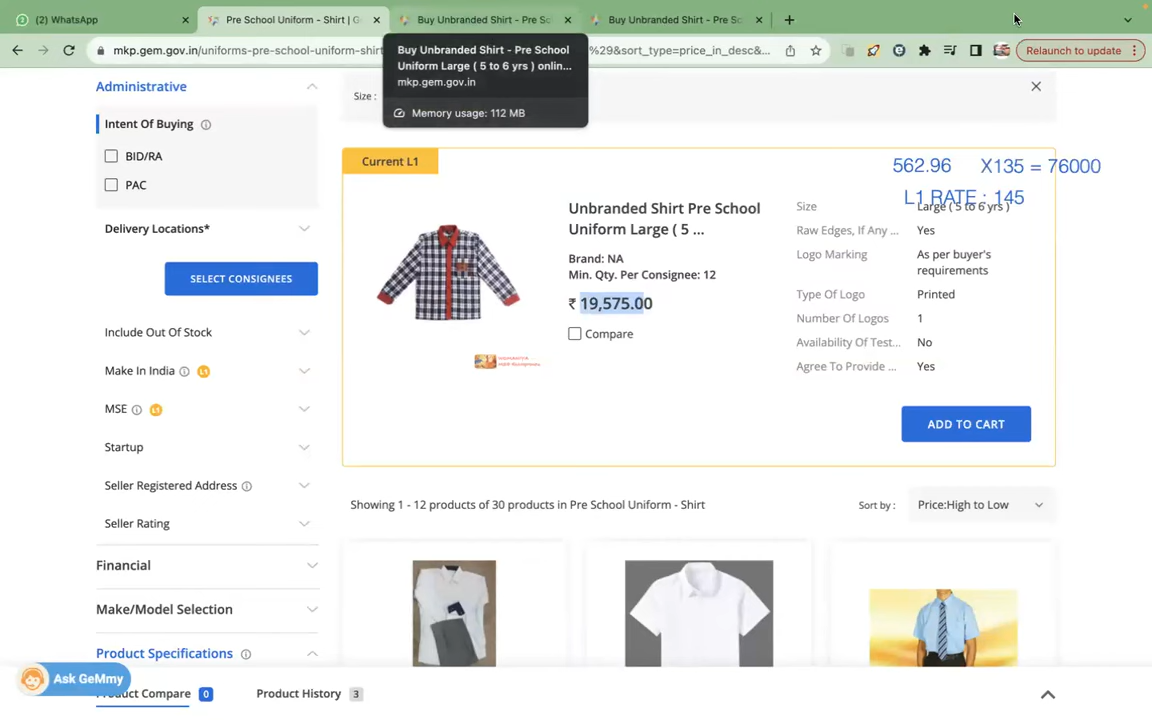 WhatsApp
Pre School Uniform - Shirt | G
Buy Unbranded Shirt - Pre Sc
Buy Unbranded Shirt - Pre Sc
mkp.gem.gov.in/uniforms-pre-school-uniform-shirt
%29&sort_type=price_in_desc&...
Relaunch to update
Buy Unbranded Shirt - Pre School
Uniform Large ( 5 to 6 yrs ) onlin...
mkp.gem.gov.in
Memory usage: 112 MB
Administrative
Intent Of Buying
BID/RA
PAC
Delivery Locations*
SELECT CONSIGNEES
Include Out Of Stock
Make In India L1
MSE L1
Startup
Seller Registered Address
Seller Rating
Financial
Make/Model Selection
Product Specifications
Size :
Current L1
562.96 X135 = 76000
L1 RATE : 145
Unbranded Shirt Pre School
Uniform Large ( 5 ...
Brand: NA
Min. Qty. Per Consignee: 12
₹ 19,575.00
Compare
Size Large ( 5 to 6 yrs )
Raw Edges, If Any ... Yes
Logo Marking As per buyer's
requirements
Type Of Logo Printed
Number Of Logos 1
Availability Of Test... No
Agree To Provide ... Yes
ADD TO CART
Showing 1 - 12 products of 30 products in Pre School Uniform - Shirt
Sort by : Price:High to Low
Ask GeMmy
Product Compare 0
Product History 3